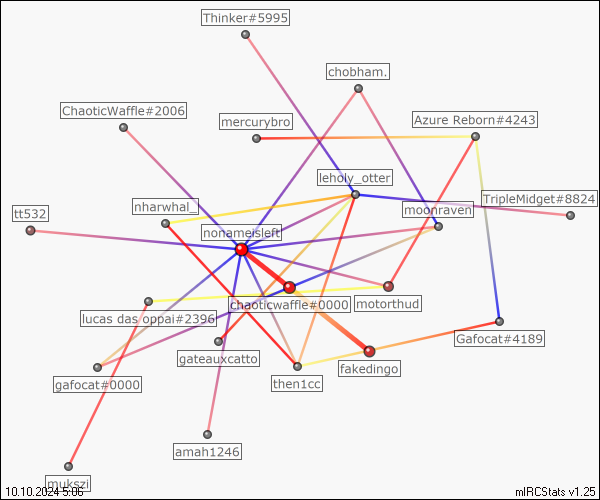 Thinker#5995
chobham.
ChaoticWaffle#2006
mercurybro
Azure Reborn#4243
leholy_otter
TripleMidget#8824
nharwhal_
moonraven
tt532
nonameisleft
chaoticwaffle#0000
motorthud
lucas das oppai#2396
Gafocat#4189
gateauxcatto
fakedingo
gafocat#0000
then1cc
amah1246
mukszi
10.10.2024 5:06
mIRCStats v1.25